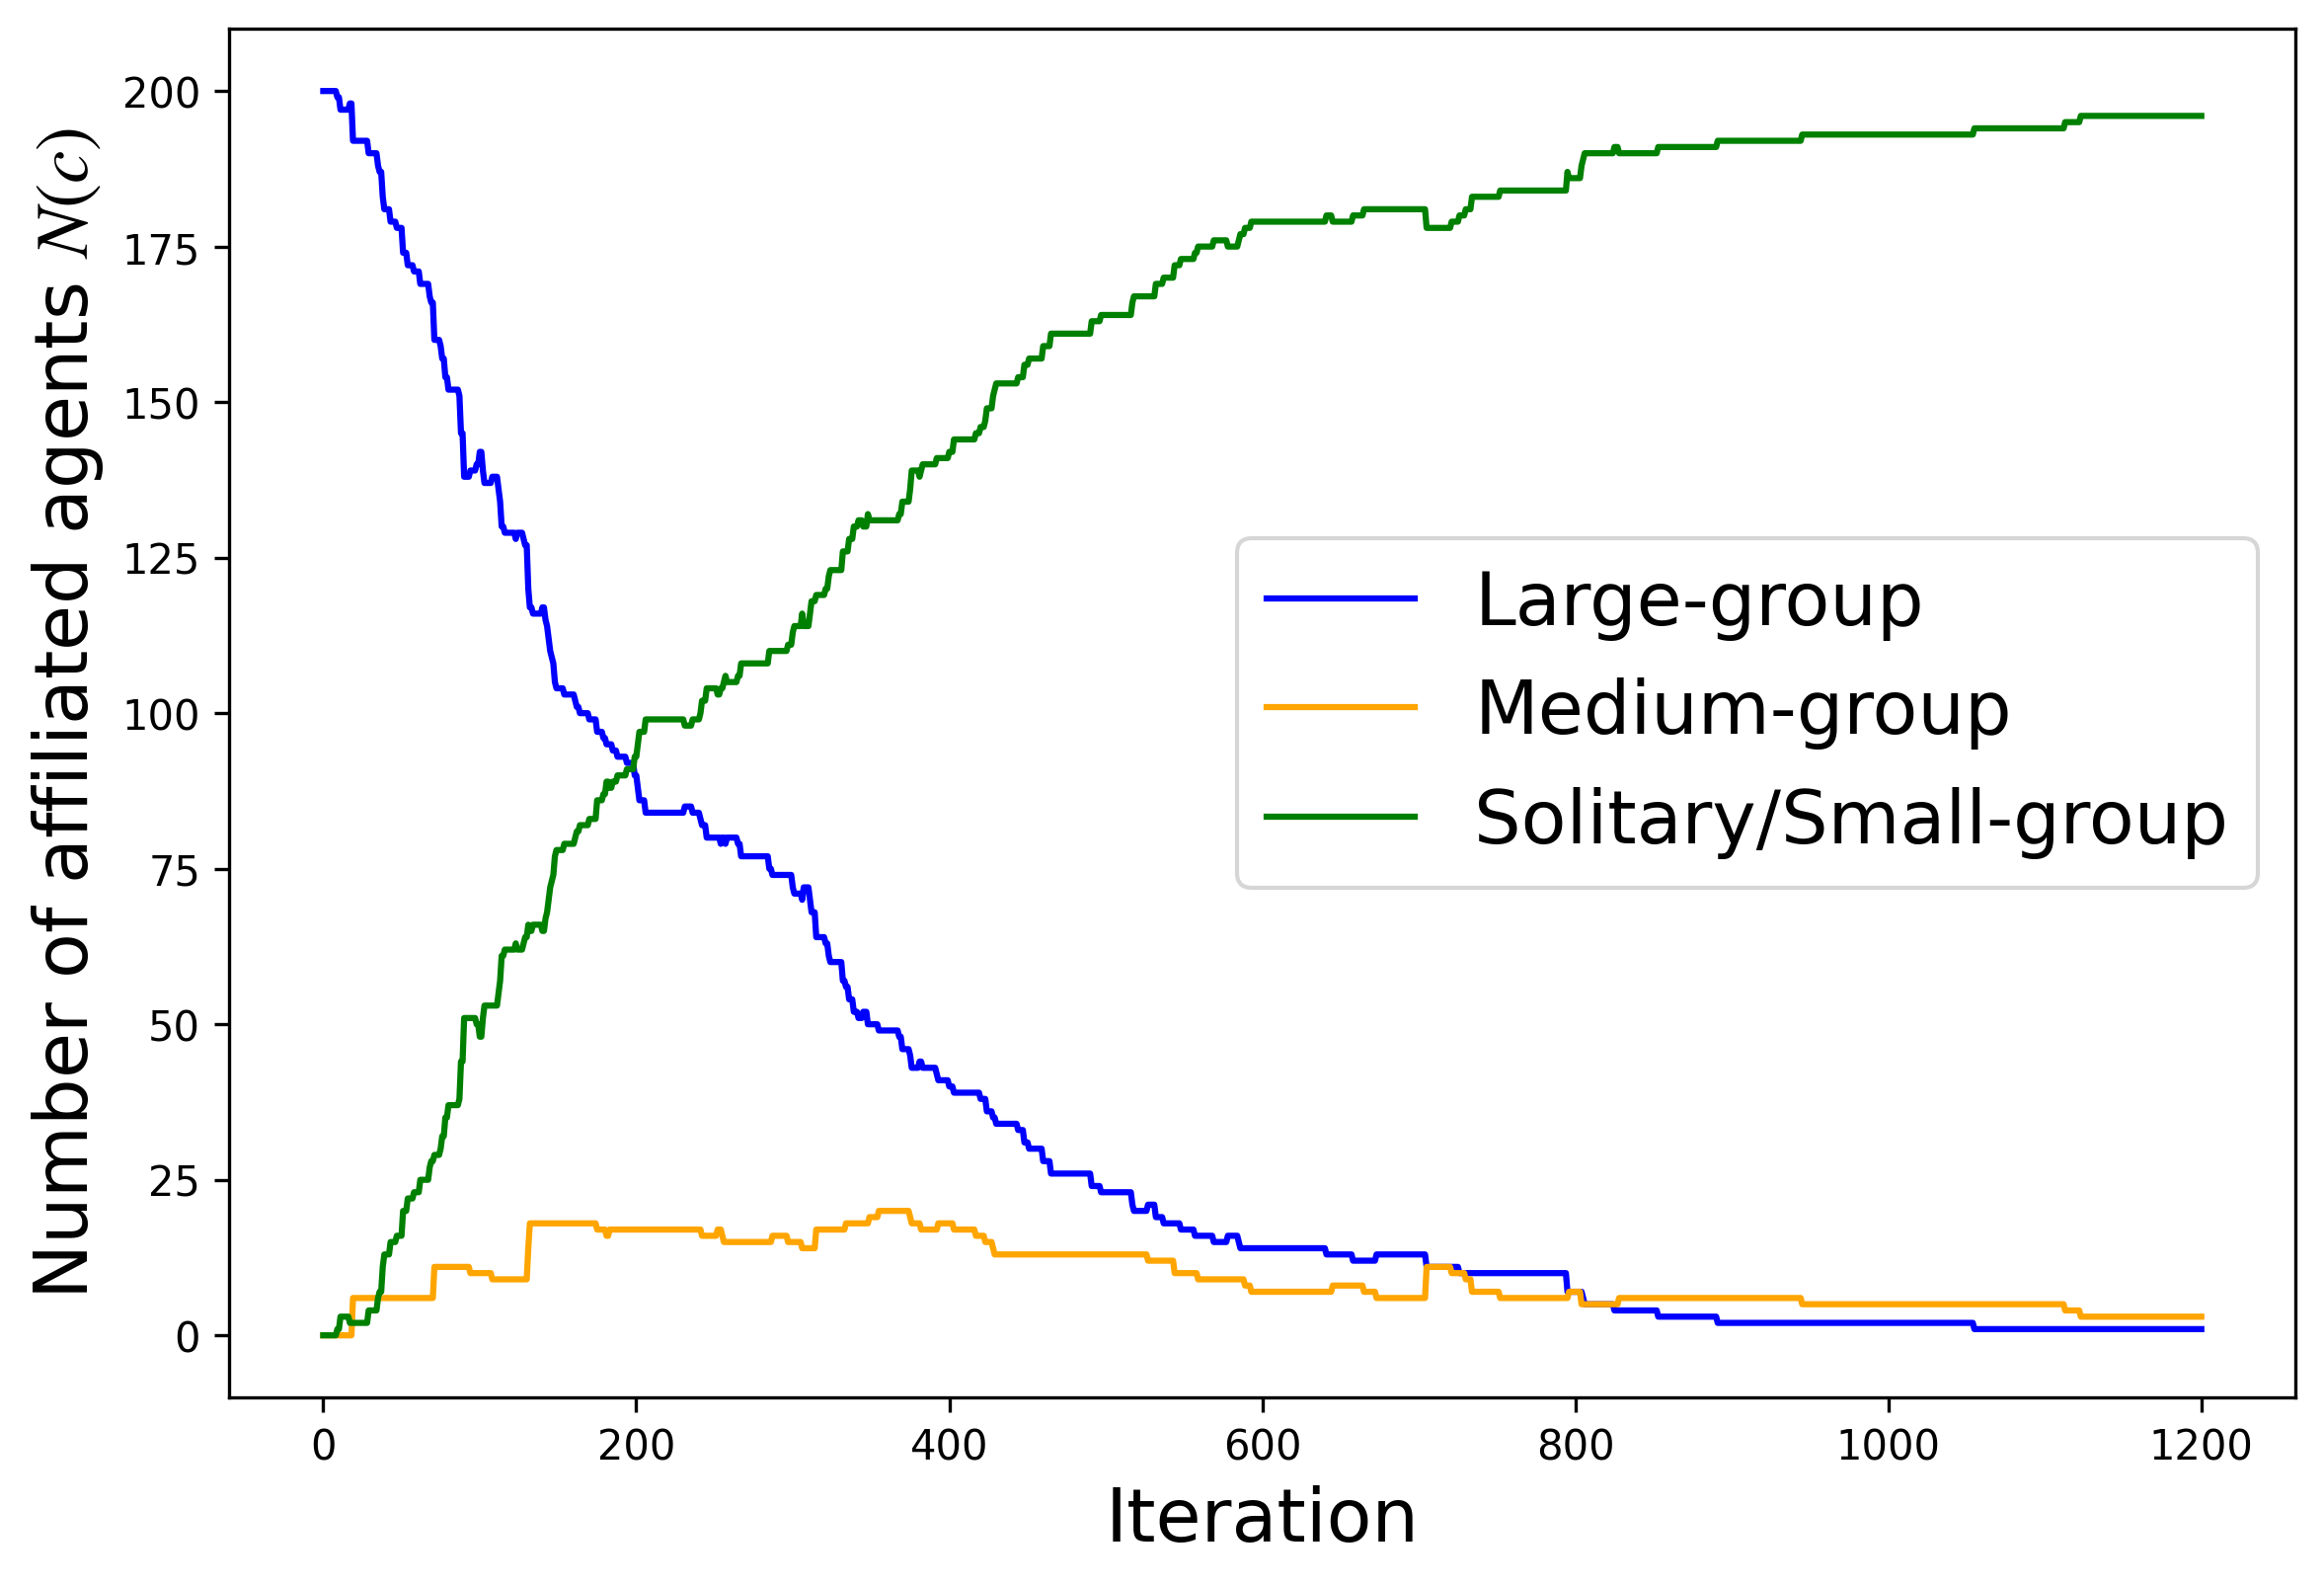 Number of affiliated agents N(c)
200
175
150
125
100
75
50
25
0
Large-group
Medium-group
Solitary/Small-group
0 200 400 600 800 1000 1200
Iteration